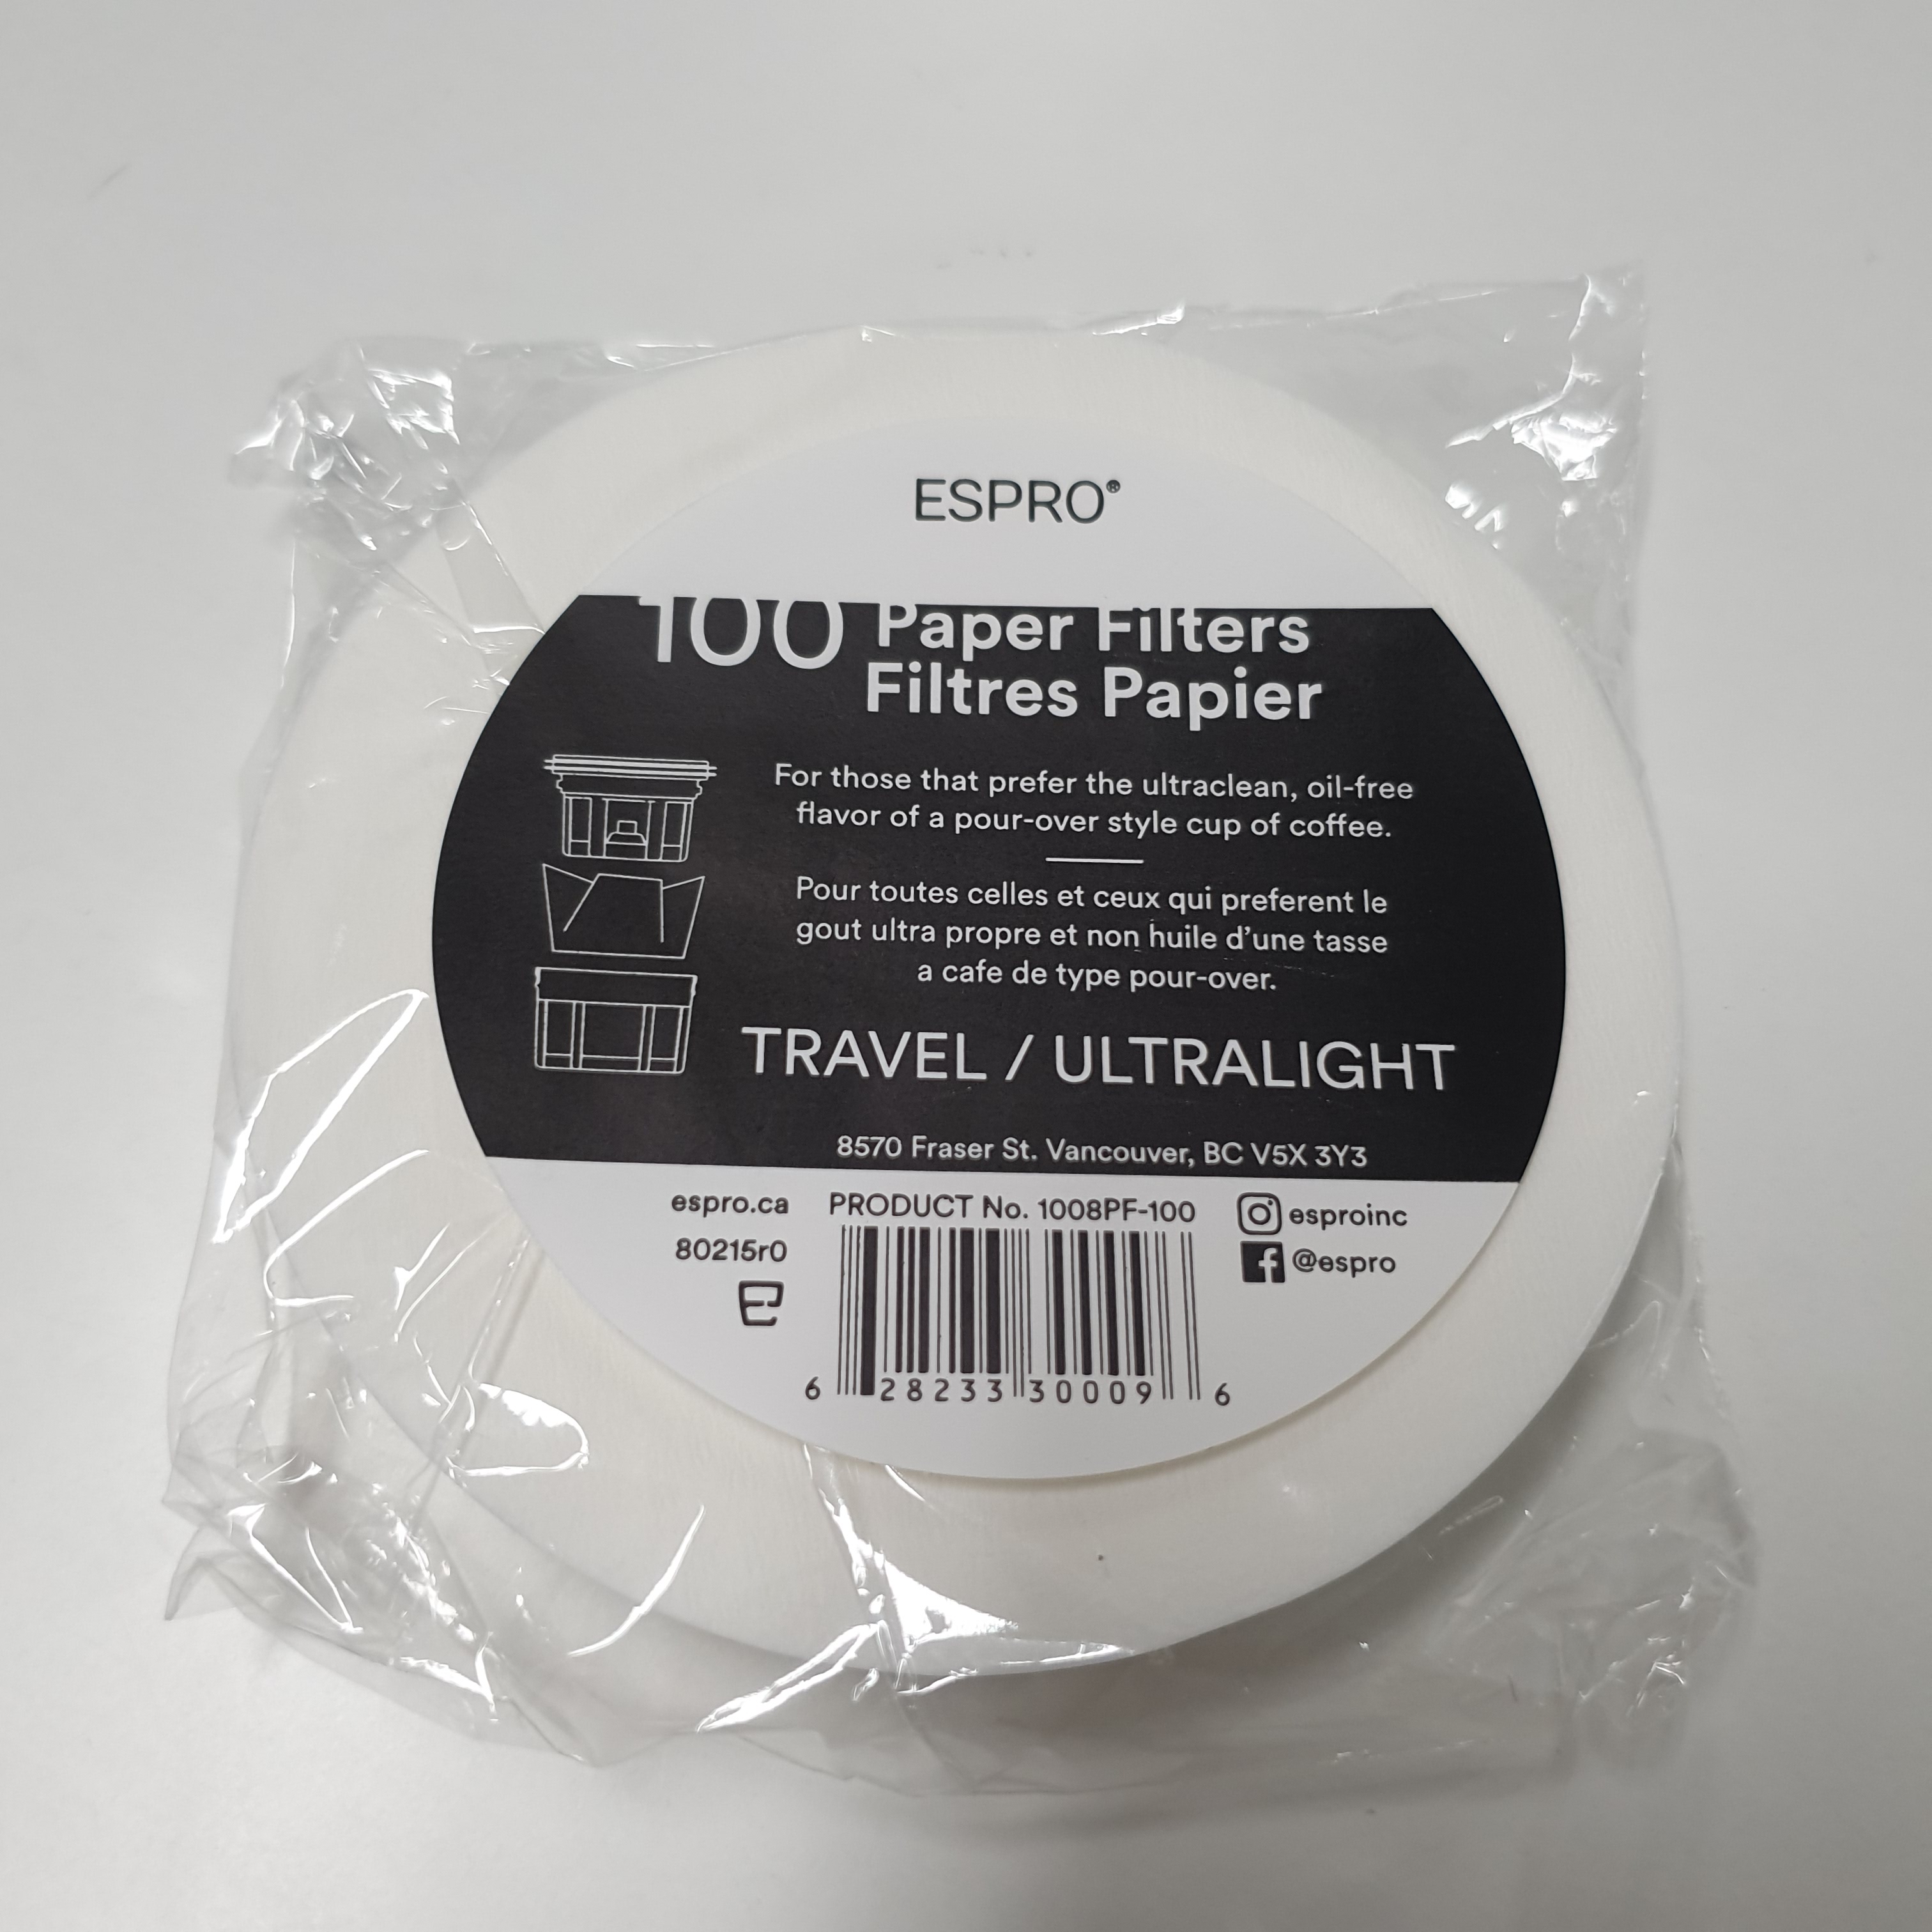 ESPRO®
100 Paper Filters
Filtres Papier
For those that prefer the ultraclean, oil-free
flavor of a pour-over style cup of coffee.
Pour toutes celles et ceux qui preferent le
gout ultra propre et non huile d'une tasse
a cafe de type pour-over.
TRAVEL / ULTRALIGHT
8570 Fraser St. Vancouver, BC V5X 3Y3
espro.ca
80215r0
PRODUCT No. 1008PF-100
6 28233 30009 6
esproinc
@espro